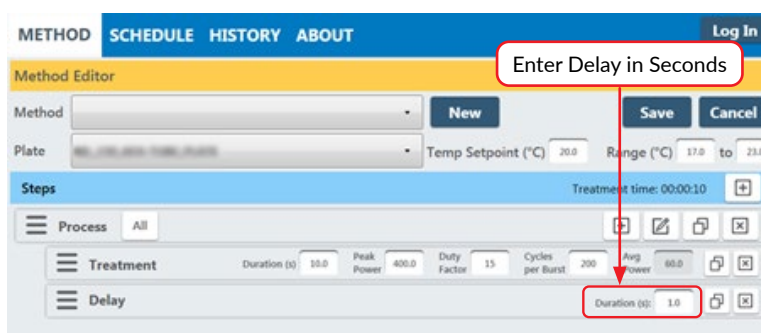 METHOD SCHEDULE HISTORY ABOUT Log In
Enter Delay in Seconds
Method Editor
Method New Save Cancel
Plate Temp Setpoint (°C) 20.0 Range (°C) 17.0 to 23.0
Steps Treatment time: 00:00:10
Process All
Treatment Duration (s) 10.0 Peak Power 400.0 Duty Factor 15 Cycles per Burst 200 Avg Power 60.0
Delay Duration (s): 1.0